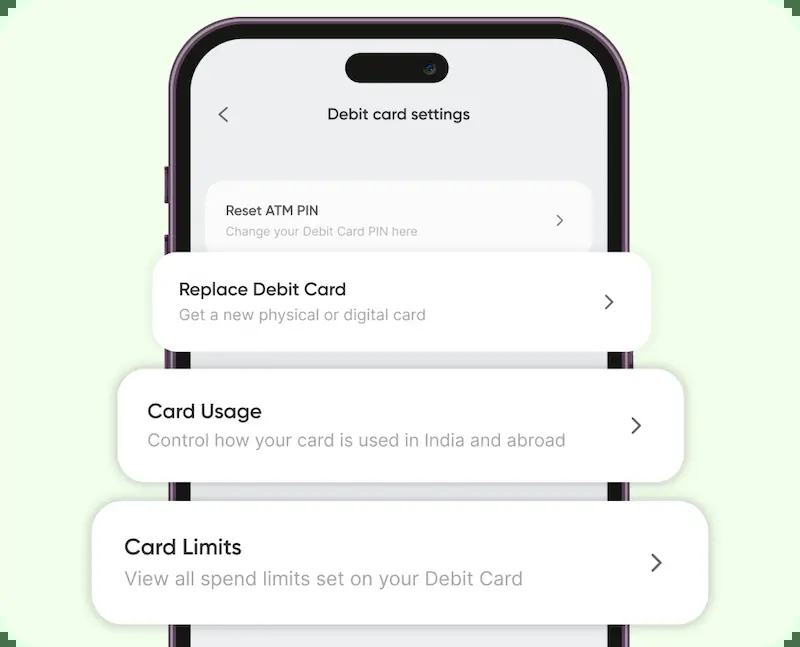 Debit card settings
Reset ATM PIN
Change your Debit Card PIN here
Replace Debit Card
Get a new physical or digital card
Card Usage
Control how your card is used in India and abroad
Card Limits
View all spend limits set on your Debit Card